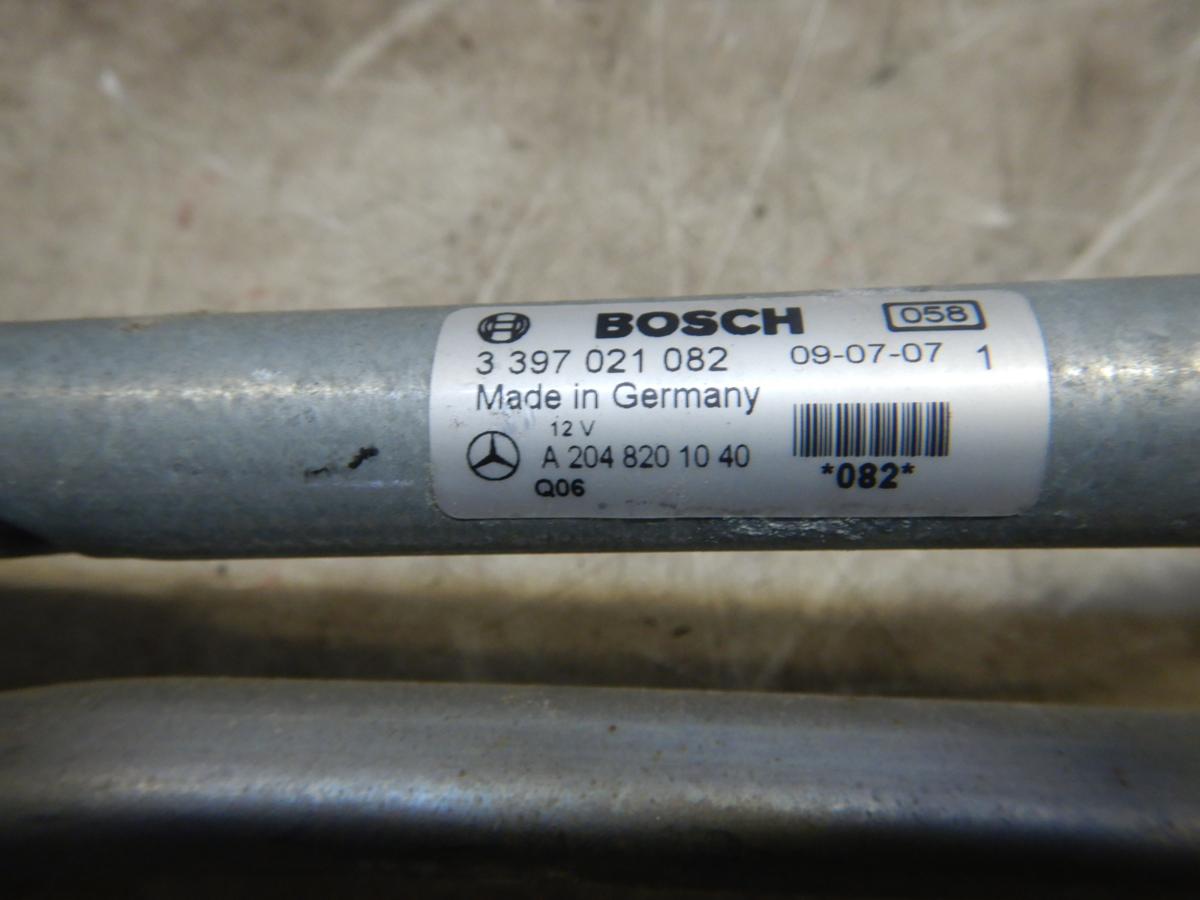 BOSCH 058
3 397 021 082 09-07-07 1
Made in Germany
12 V
A 204 820 10 40
Q06
*082*